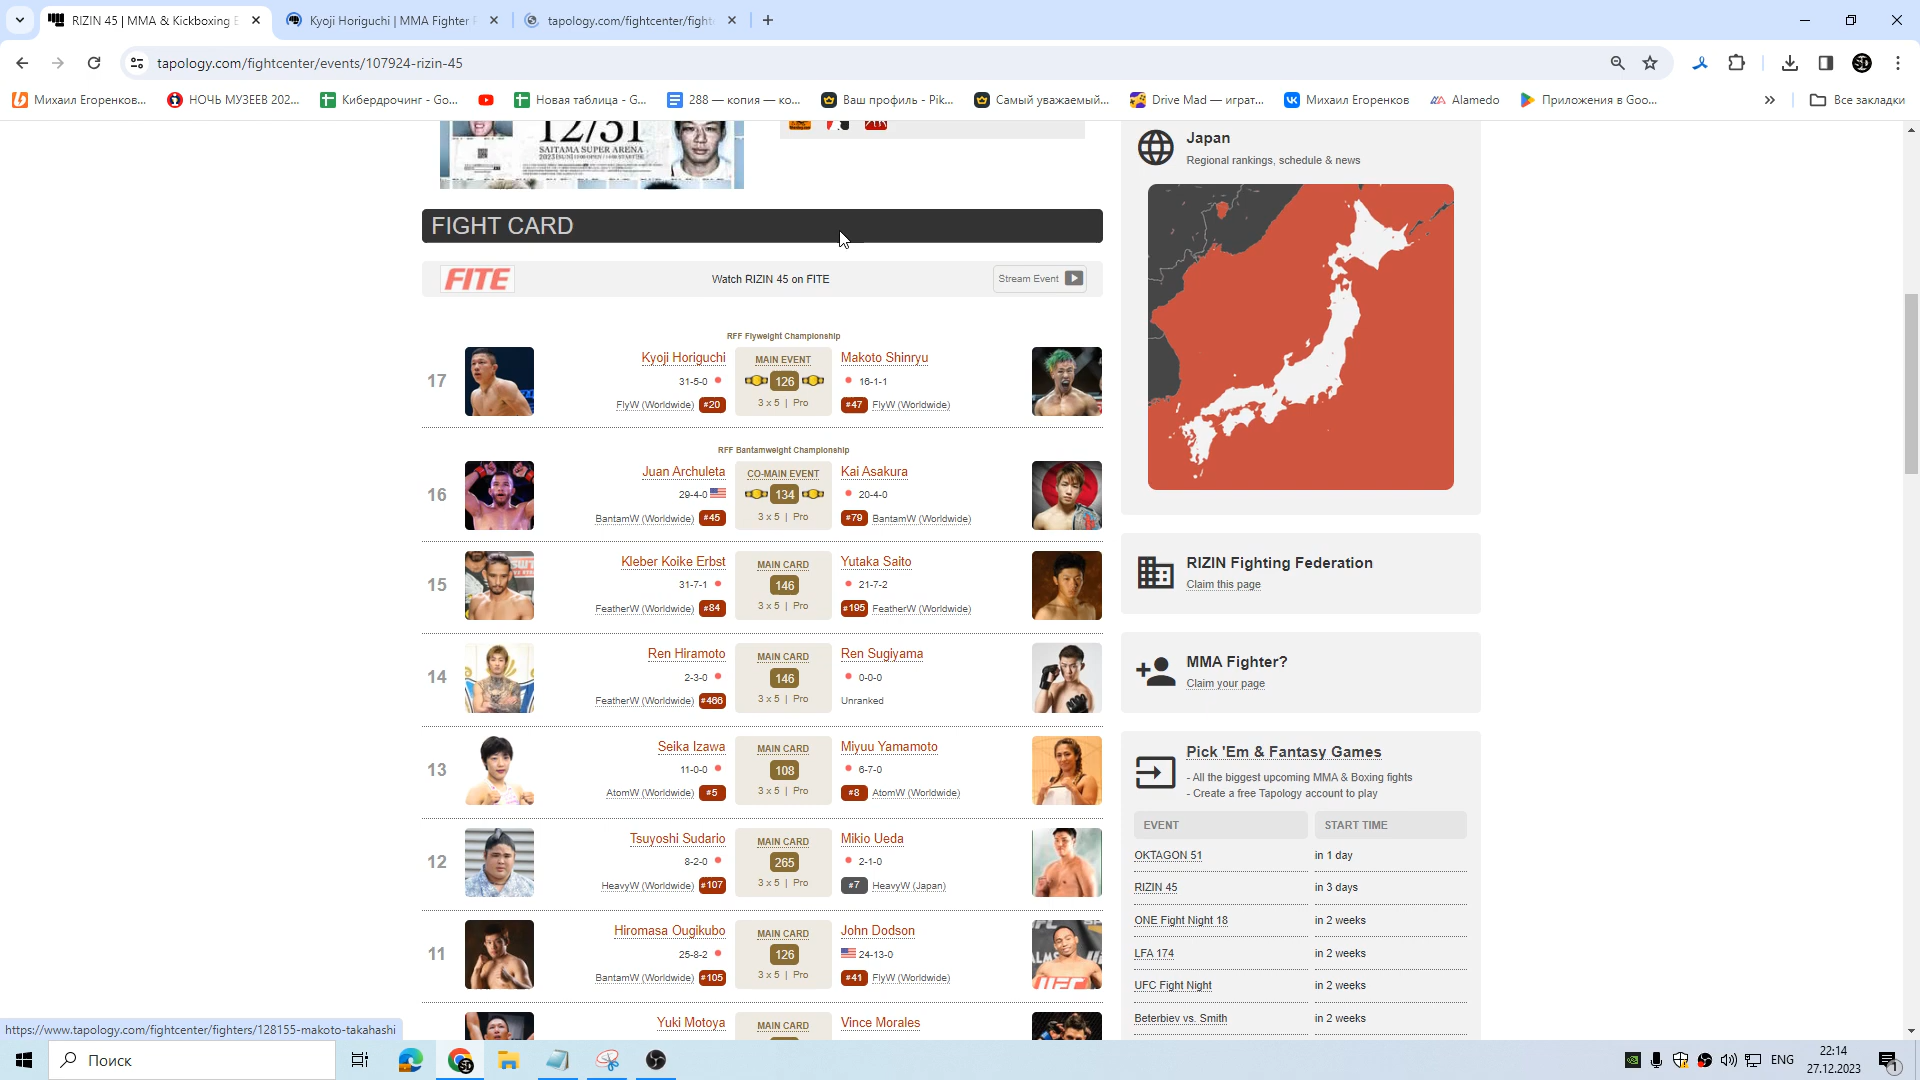 RIZIN 45 | MMA & Kickboxing E
Kyoji Horiguchi | MMA Fighter P
tapology.com/fightcenter/fight
tapology.com/fightcenter/events/107924-rizin-45
Михаил Егоренков...
НОЧЬ МУЗЕЕВ 202...
Кибердрочинг - Go...
Новая таблица - G...
288 — копия — ко...
Ваш профиль - Pik...
Самый уважаемый...
Drive Mad — играт...
Михаил Егоренков
Alamedo
Приложения в Goo...
Все закладки
12/31
SAITAMA SUPER ARENA
FIGHT CARD
FITE
Watch RIZIN 45 on FITE
Stream Event
RFF Flyweight Championship
17
Kyoji Horiguchi
31-5-0
FlyW (Worldwide) #20
MAIN EVENT
126
3 x 5 | Pro
Makoto Shinryu
16-1-1
#47 FlyW (Worldwide)
RFF Bantamweight Championship
16
Juan Archuleta
29-4-0
BantamW (Worldwide) #45
CO-MAIN EVENT
134
3 x 5 | Pro
Kai Asakura
20-4-0
#79 BantamW (Worldwide)
15
Kleber Koike Erbst
31-7-1
FeatherW (Worldwide) #84
MAIN CARD
146
3 x 5 | Pro
Yutaka Saito
21-7-2
#195 FeatherW (Worldwide)
14
Ren Hiramoto
2-3-0
FeatherW (Worldwide) #466
MAIN CARD
146
3 x 5 | Pro
Ren Sugiyama
0-0-0
Unranked
13
Seika Izawa
11-0-0
AtomW (Worldwide) #5
MAIN CARD
108
3 x 5 | Pro
Miyuu Yamamoto
6-7-0
#8 AtomW (Worldwide)
12
Tsuyoshi Sudario
8-2-0
HeavyW (Worldwide) #107
MAIN CARD
265
3 x 5 | Pro
Mikio Ueda
2-1-0
#7 HeavyW (Japan)
11
Hiromasa Ougikubo
25-8-2
BantamW (Worldwide) #105
MAIN CARD
126
3 x 5 | Pro
John Dodson
24-13-0
#41 FlyW (Worldwide)
Yuki Motoya
MAIN CARD
Vince Morales
Japan
Regional rankings, schedule & news
RIZIN Fighting Federation
Claim this page
MMA Fighter?
Claim your page
Pick 'Em & Fantasy Games
- All the biggest upcoming MMA & Boxing fights
- Create a free Tapology account to play
EVENT START TIME
OKTAGON 51 in 1 day
RIZIN 45 in 3 days
ONE Fight Night 18 in 2 weeks
LFA 174 in 2 weeks
UFC Fight Night in 2 weeks
Beterbiev vs. Smith in 2 weeks
https://www.tapology.com/fightcenter/fighters/128155-makoto-takahashi
Поиск
ENG
22:14
27.12.2023
1